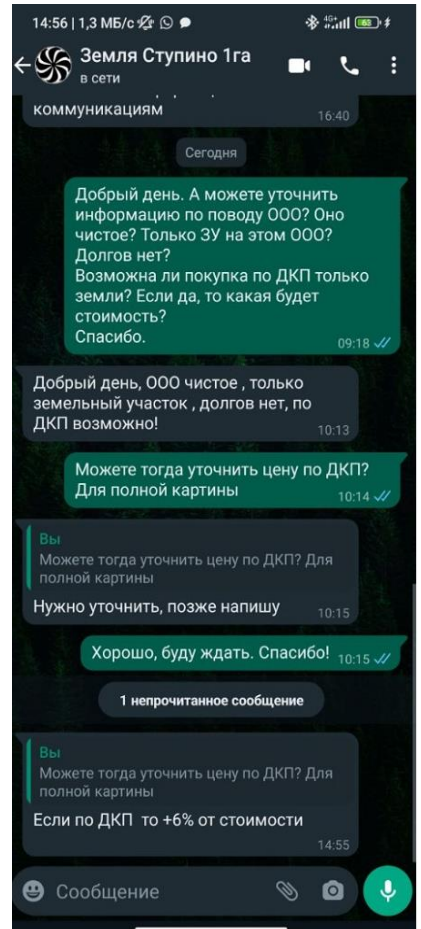 14:56 | 1,3 МБ/с
4G+
63
Земля Ступино 1га
в сети
коммуникациям
16:40
Сегодня
Добрый день. А можете уточнить
информацию по поводу ООО? Оно
чистое? Только ЗУ на этом ООО?
Долгов нет?
Возможна ли покупка по ДКП только
земли? Если да, то какая будет
стоимость?
Спасибо.
09:18
Добрый день, ООО чистое , только
земельный участок , долгов нет, по
ДКП возможно!
10:13
Можете тогда уточнить цену по ДКП?
Для полной картины
10:14
Вы
Можете тогда уточнить цену по ДКП? Для
полной картины
Нужно уточнить, позже напишу
10:15
Хорошо, буду ждать. Спасибо!
10:15
1 непрочитанное сообщение
Вы
Можете тогда уточнить цену по ДКП? Для
полной картины
Если по ДКП то +6% от стоимости
14:55
Сообщение